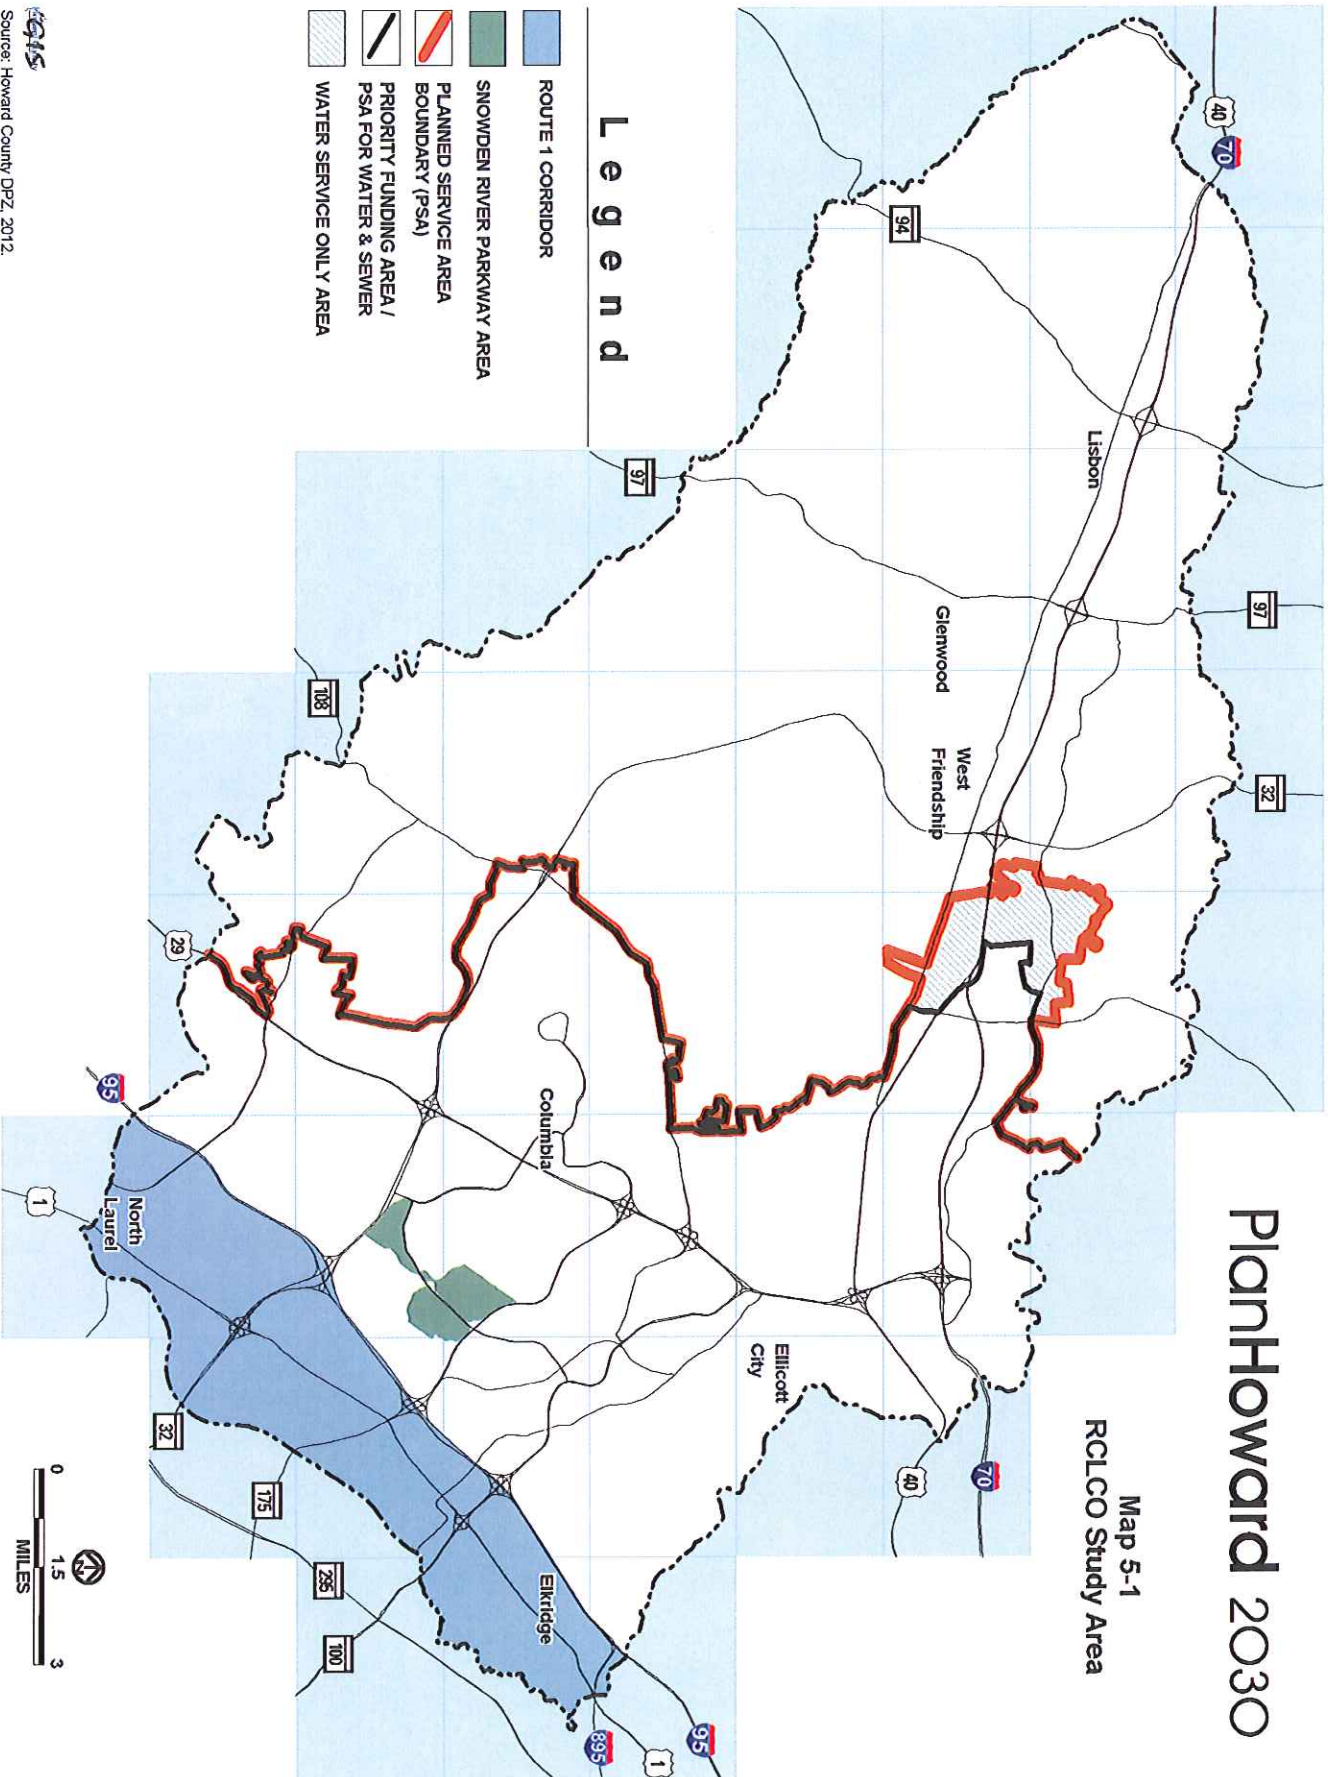 PlanHoward 2030
Map 5-1
RCLCO Study Area
40
70
94
Lisbon
97
97
Glenwood
West
Friendship
32
108
29
Columbia
Ellicott
City
40
70
95
1
North
Laurel
32
175
295
100
Elkridge
895
1
95
Legend
ROUTE 1 CORRIDOR
SNOWDEN RIVER PARKWAY AREA
PLANNED SERVICE AREA
BOUNDARY (PSA)
PRIORITY FUNDING AREA /
PSA FOR WATER & SEWER
WATER SERVICE ONLY AREA
Source: Howard County DPZ, 2012.
N
0 1.5 3
MILES